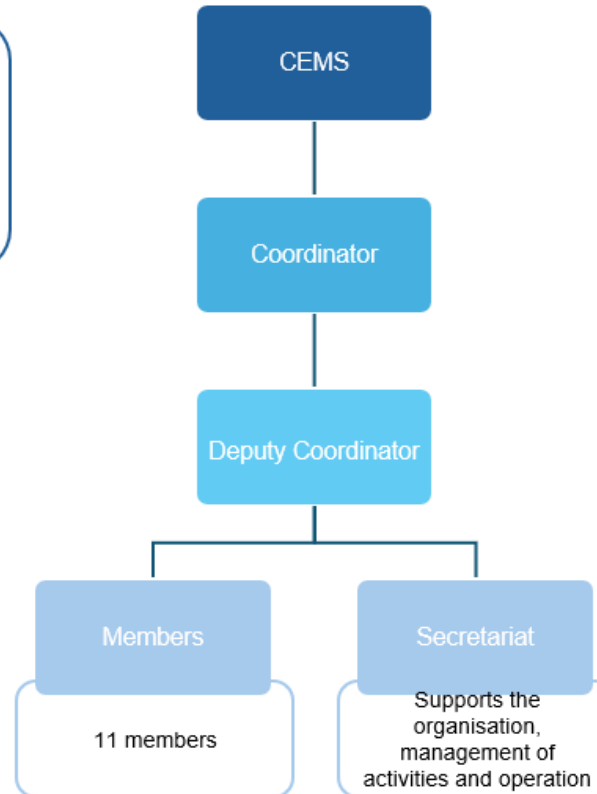 CEMS
Coordinator
Deputy Coordinator
Members
Secretariat
11 members
Supports the
organisation,
management of
activities and operation